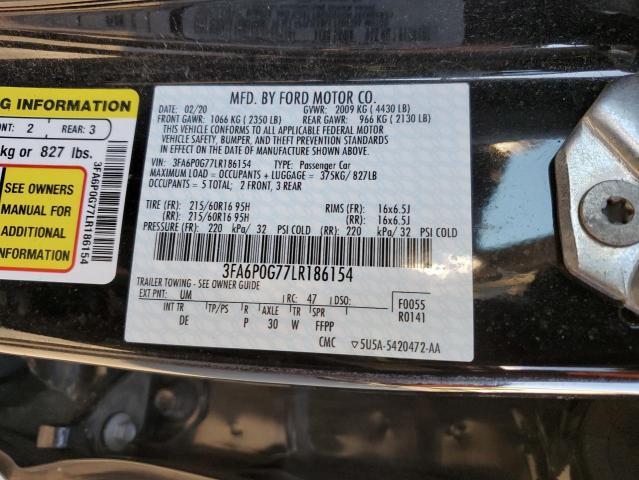 G INFORMATION
ONT: 2 REAR: 3
kg or 827 lbs.
SEE OWNERS
MANUAL FOR
ADDITIONAL
INFORMATION
3FA6P0G77LR186154
MFD. BY FORD MOTOR CO.
02/20 GVWR: 2009 KG (4430 LB)
FRONT GAWR: 1066 KG (2350 LB) REAR GAWR: 966 KG (2130 LB)
THIS VEHICLE CONFORMS TO ALL APPLICABLE FEDERAL MOTOR
VEHICLE SAFETY, BUMPER, AND THEFT PREVENTION STANDARDS
IN EFFECT ON THE DATE OF MANUFACTURE SHOWN ABOVE.
VIN: 3FA6P0G77LR186154 TYPE: Passenger Car
MAXIMUM LOAD = OCCUPANTS + LUGGAGE = 375KG/827LB
OCCUPANTS = 5 TOTAL; 2 FRONT, 3 REAR
TIRE (FR): 215/60R16 95H RIMS (FR): 16x6.5J
(RR): 215/60R16 95H (RR): 16x6.5J
PRESSURE (FR): 220 kPa/ 32 PSI COLD (RR): 220 kPa/ 32 PSI COLD
3FA6P0G77LR186154
TRAILER TOWING - SEE OWNER GUIDE
EXT PNT: UM RC: 47 DSO: F0055
INT TR TP/PS R AXLE TR SPR R0141
DE P 30 W FFPP
CMC ▽5U5A-5420472-AA